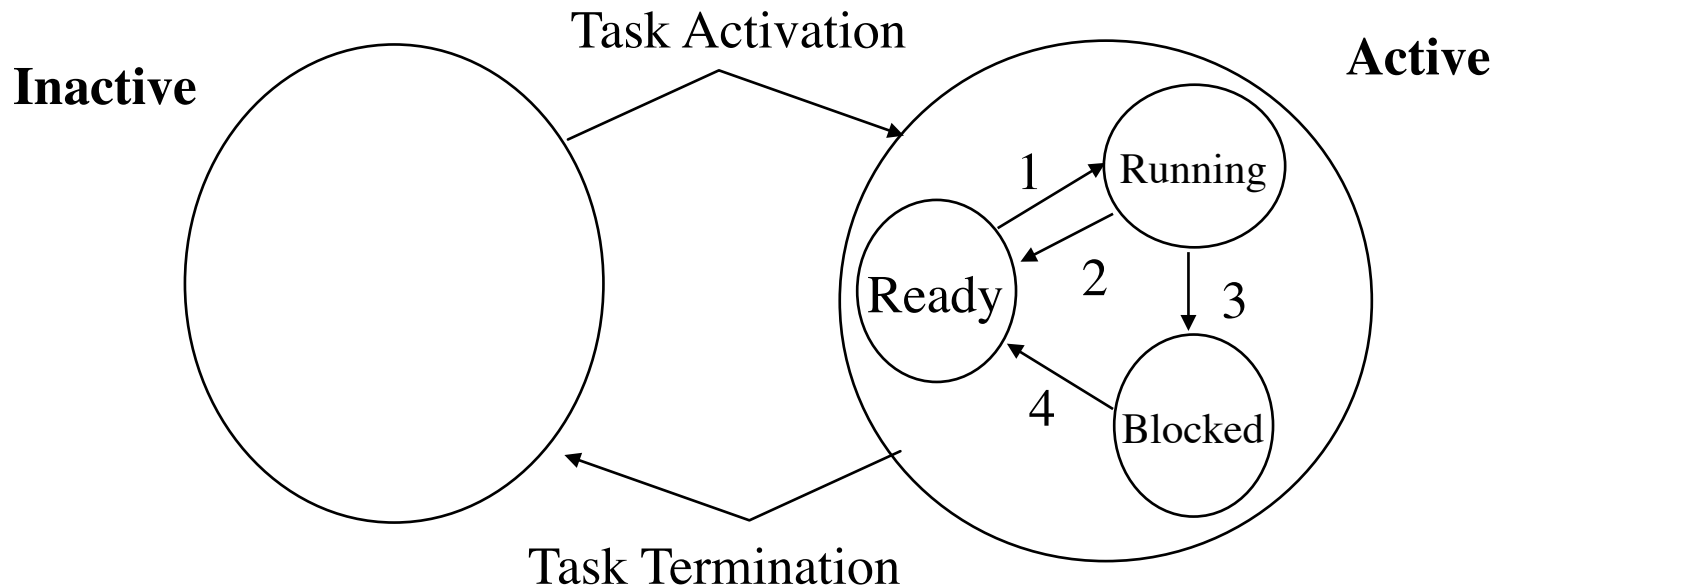 Task Activation
Inactive
Active
1
Running
2
Ready
3
4
Blocked
Task Termination